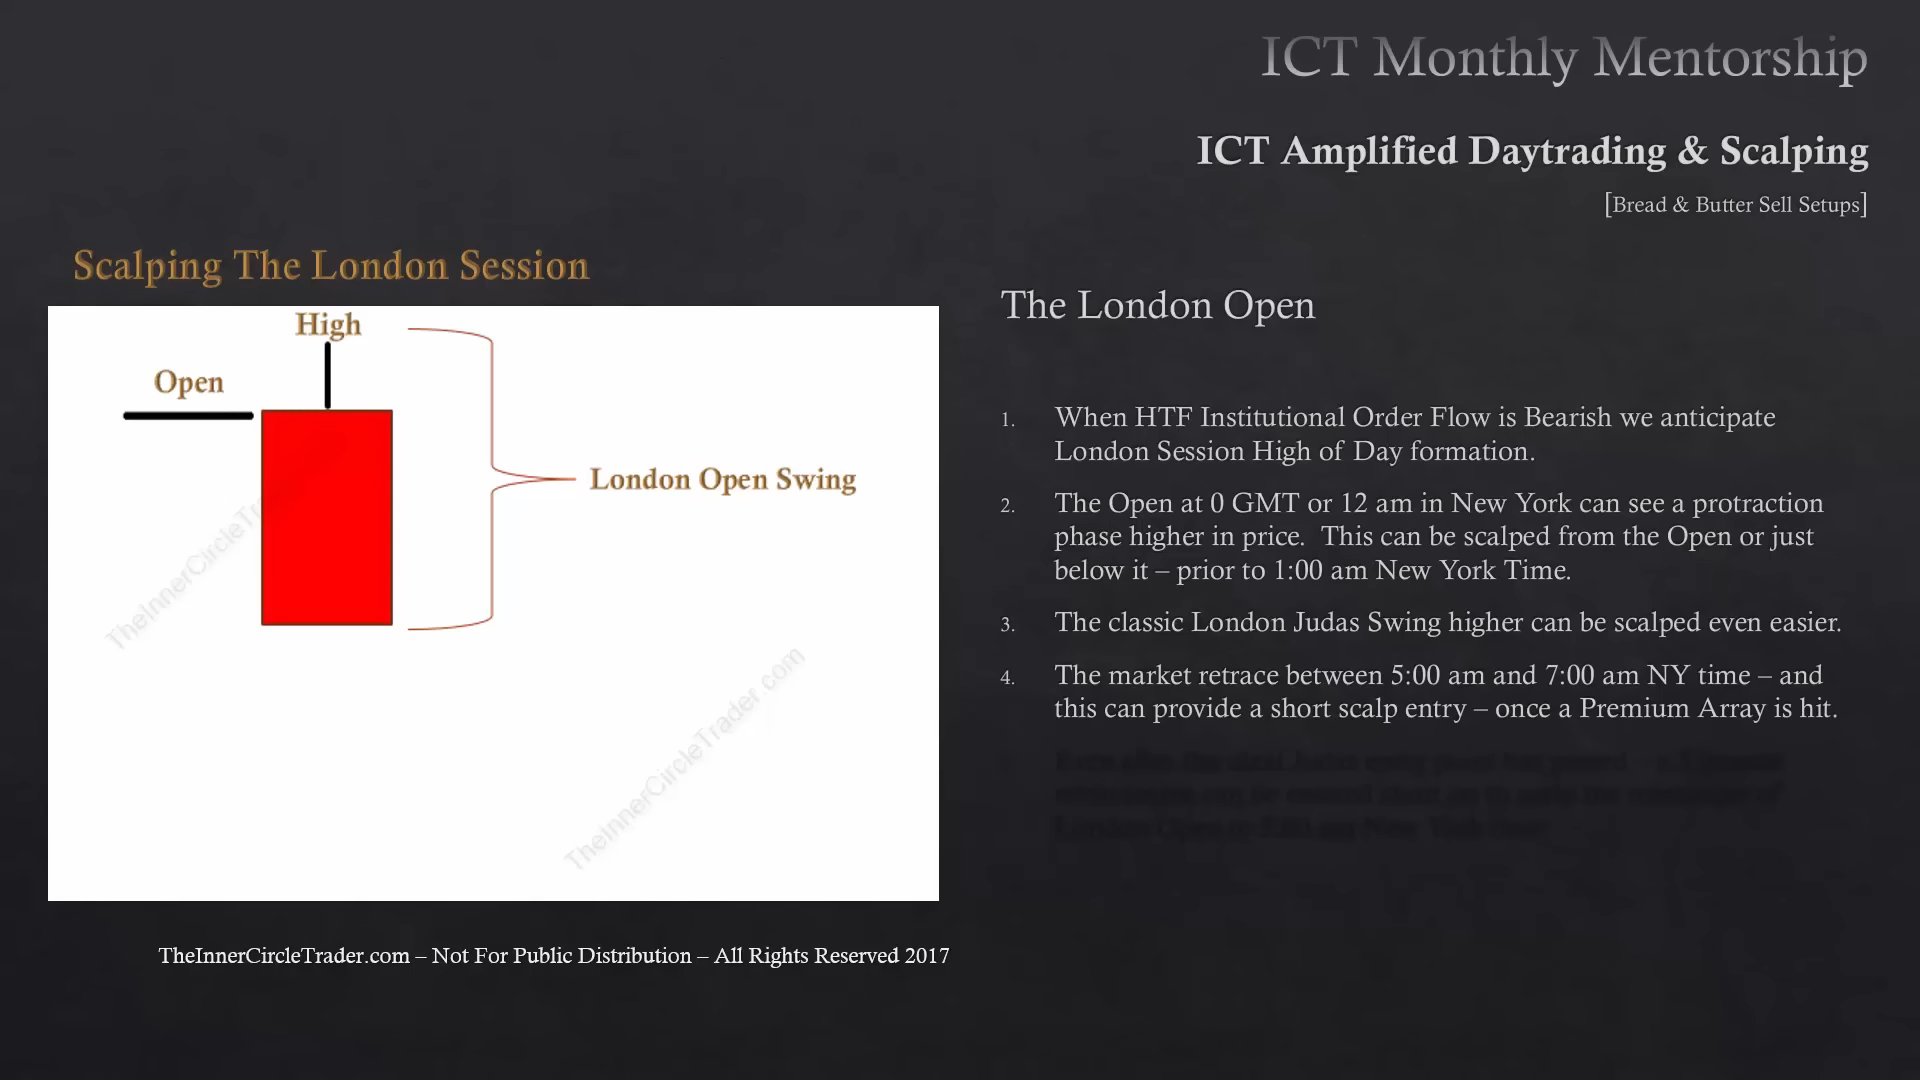 ICT Monthly Mentorship
ICT Amplified Daytrading & Scalping
[Bread & Butter Sell Setups]
Scalping The London Session
High
Open
London Open Swing
TheInnerCircleTr
TheInnerCircleTrader.com
The London Open
1. When HTF Institutional Order Flow is Bearish we anticipate
London Session High of Day formation.
2. The Open at 0 GMT or 12 am in New York can see a protraction
phase higher in price.  This can be scalped from the Open or just
below it – prior to 1:00 am New York Time.
3. The classic London Judas Swing higher can be scalped even easier.
4. The market retrace between 5:00 am and 7:00 am NY time – and
this can provide a short scalp entry – once a Premium Array is hit.
TheInnerCircleTrader.com – Not For Public Distribution – All Rights Reserved 2017